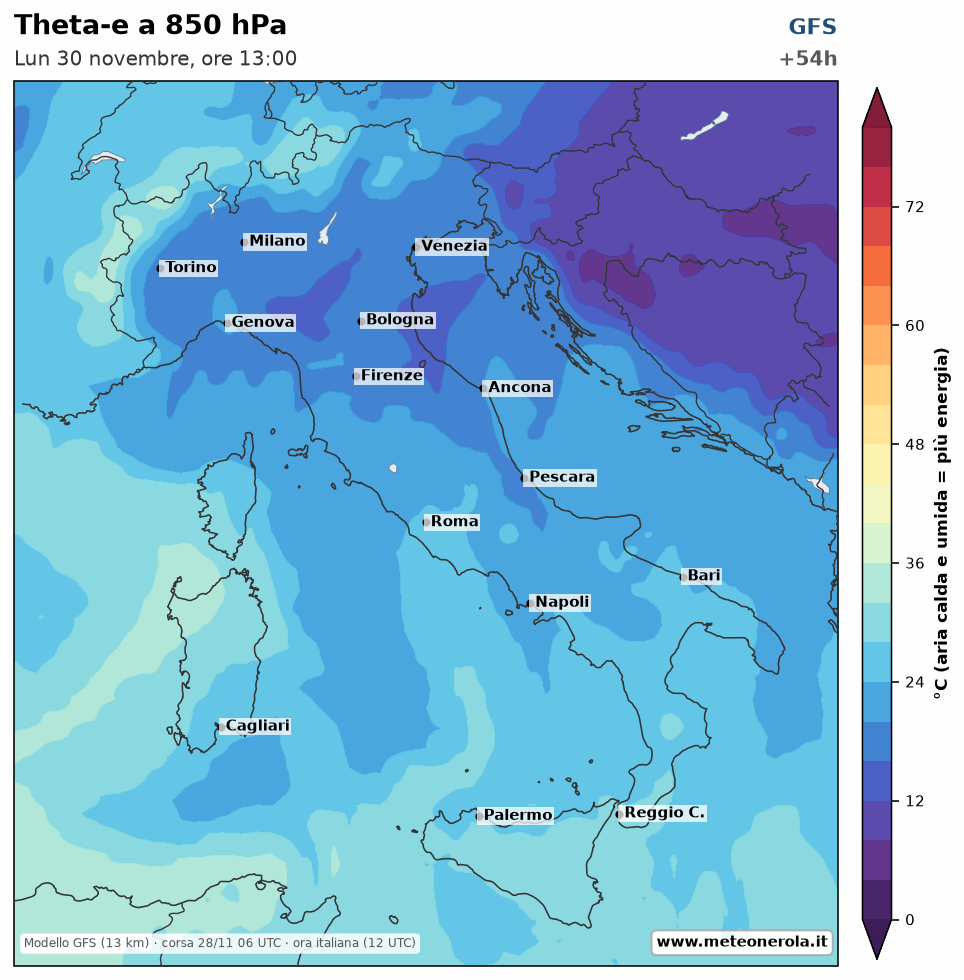 Theta-e a 850 hPa
GFS
Lun 30 novembre, ore 13:00
+54h
Milano
Venezia
Torino
Genova
Bologna
Firenze
Ancona
Pescara
Roma
Bari
Napoli
Cagliari
Palermo
Reggio C.
72
60
48
36
24
12
0
°C (aria calda e umida = più energia)
Modello GFS (13 km) · corsa 28/11 06 UTC · ora italiana (12 UTC)
www.meteonerola.it